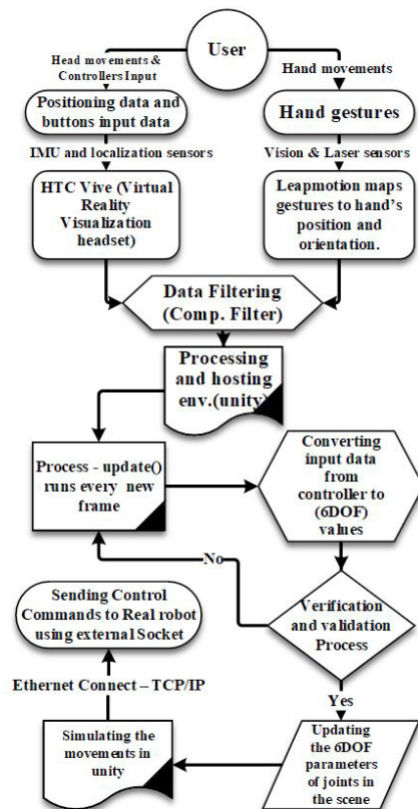 User
Head movements &
Controllers Input
Hand movements
Positioning data and
buttons input data
Hand gestures
IMU and localization sensors
Vision & Laser sensors
HTC Vive (Virtual
Reality
Visualization
headset)
Leapmotion maps
gestures to hand's
position and
orientation.
Data Filtering
(Comp. Filter)
Processing
and hosting
env.(unity)
Process - update()
runs every new
frame
Converting
input data
from
controller to
(6DOF)
values
No
Verification
and validation
Process
Yes
Sending Control
Commands to Real robot
using external Socket
Ethernet Connect – TCP/IP
Simulating the
movements in
unity
Updating
the 6DOF
parameters
of joints in
the scene